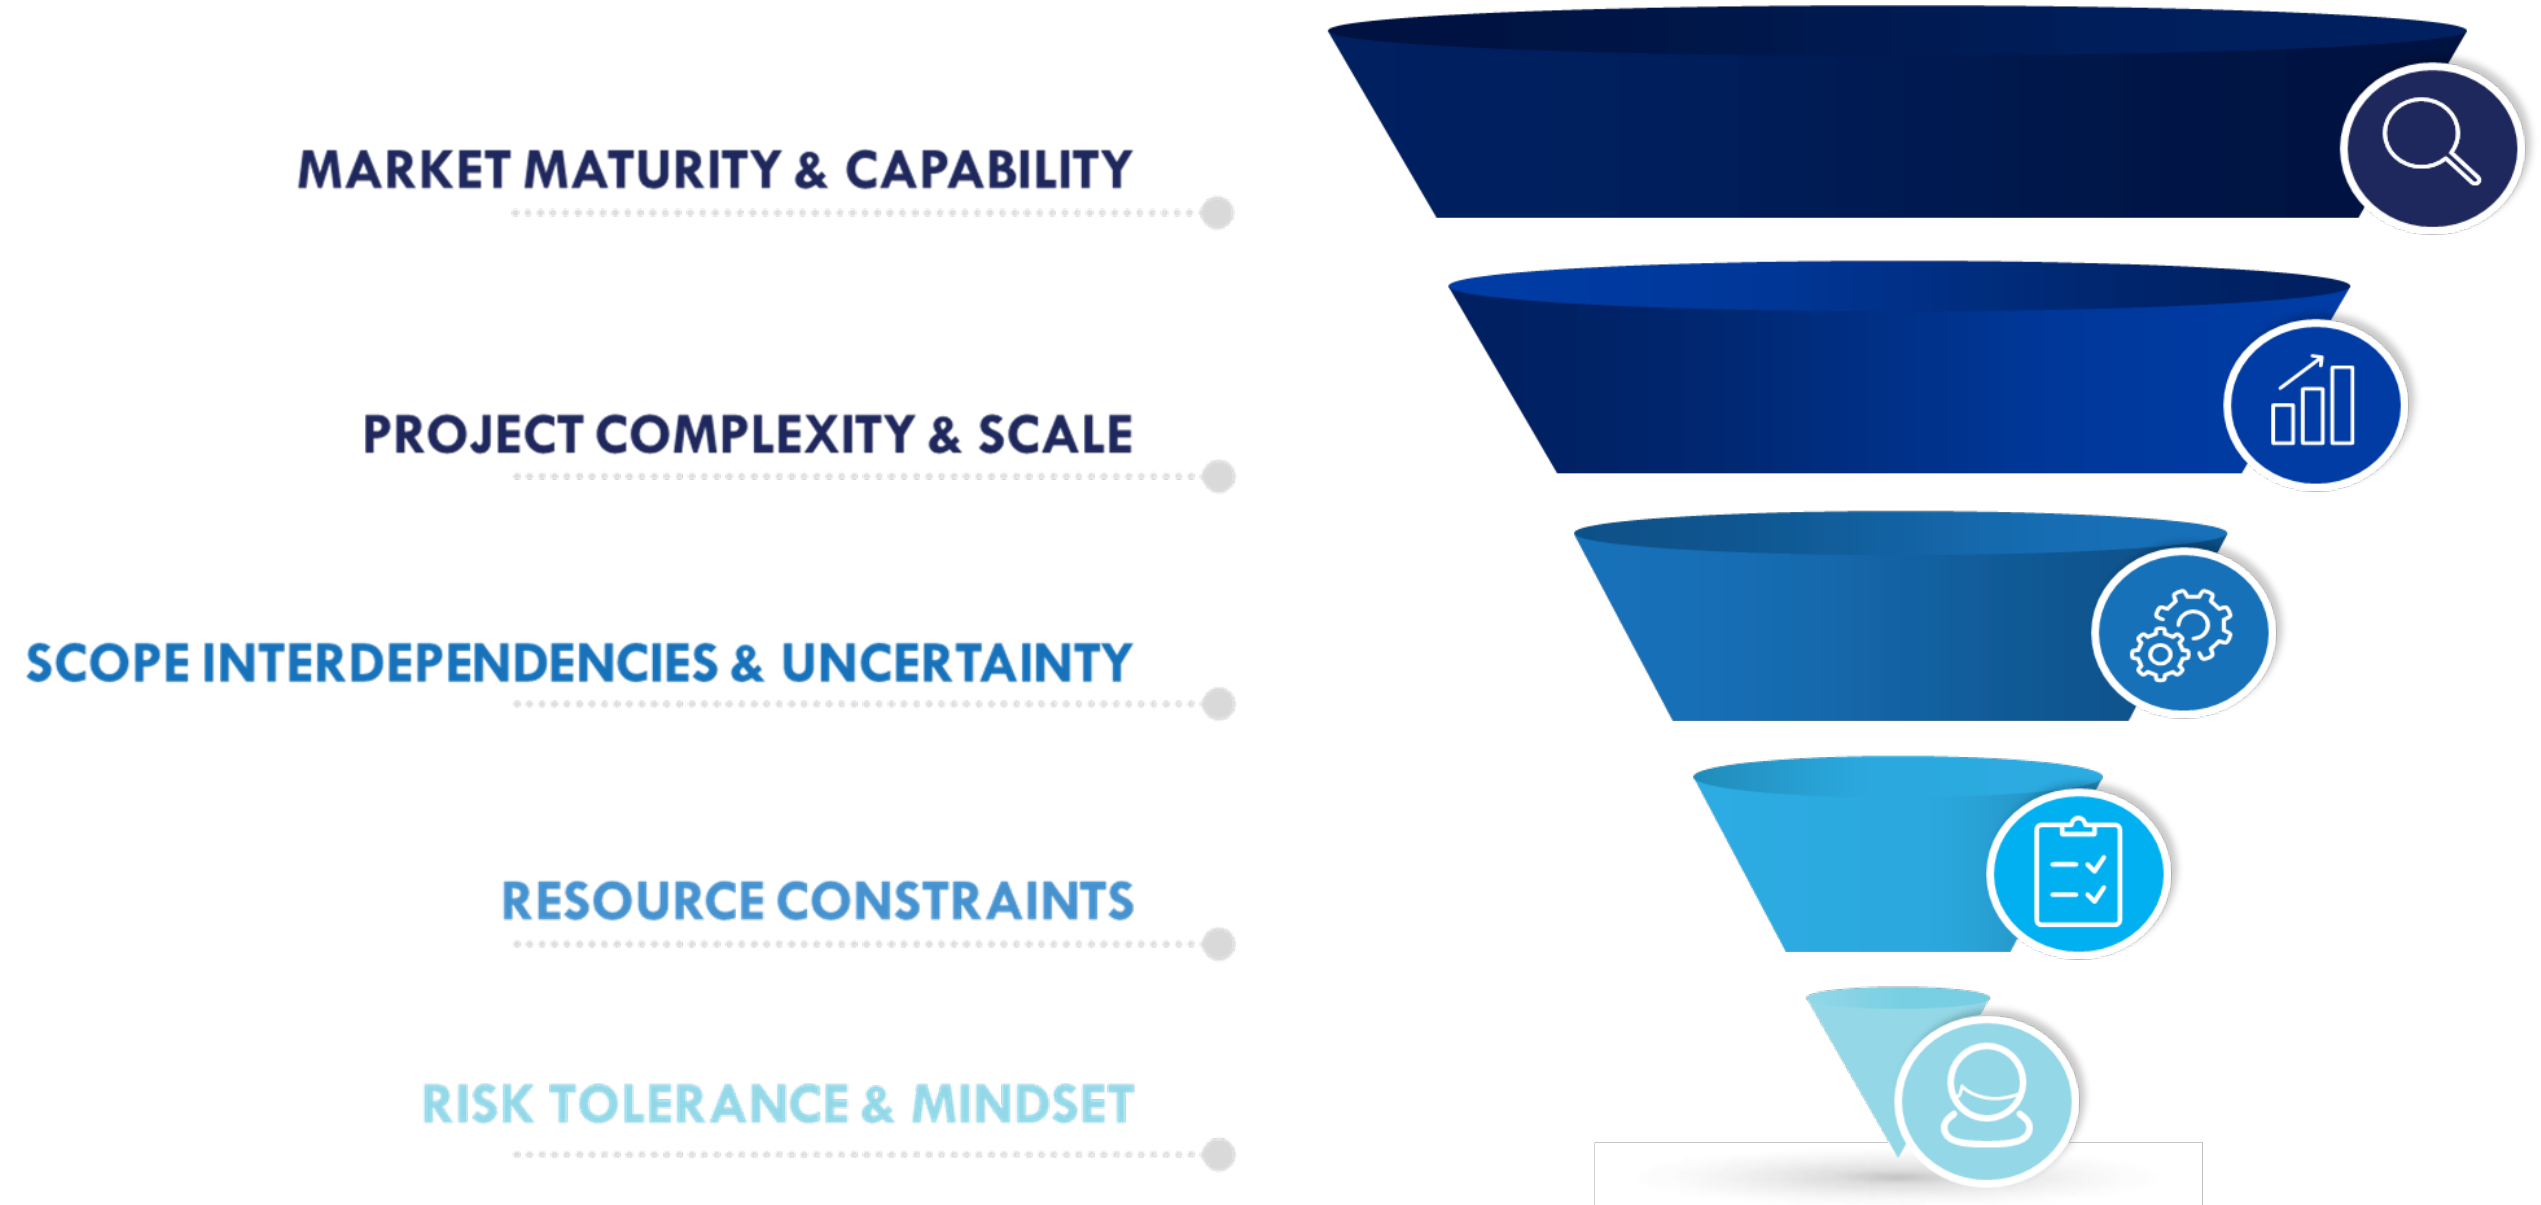 MARKET MATURITY & CAPABILITY
PROJECT COMPLEXITY & SCALE
SCOPE INTERDEPENDENCIES & UNCERTAINTY
RESOURCE CONSTRAINTS
RISK TOLERANCE & MINDSET